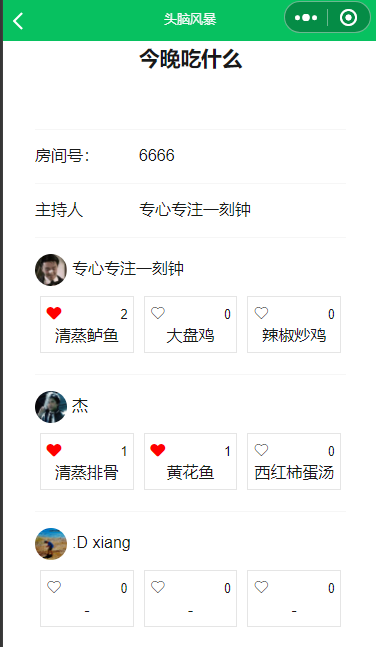 头脑风暴
今晚吃什么
房间号： 6666
主持人 专心专注一刻钟
专心专注一刻钟
2 0 0
清蒸鲈鱼 大盘鸡 辣椒炒鸡
杰
1 1 0
清蒸排骨 黄花鱼 西红柿蛋汤
:D xiang
0 0 0
- - -